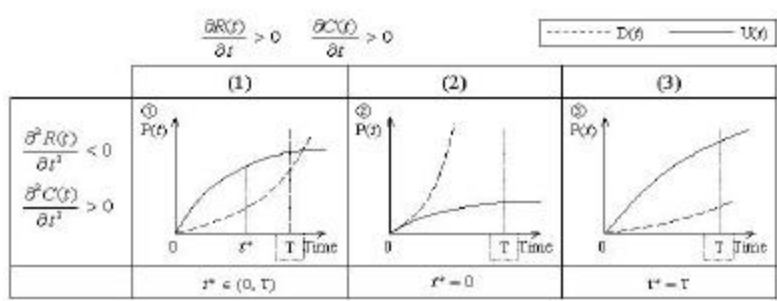 ∂R(t)/∂t > 0 ∂C(t)/∂t > 0
D(t) U(t)
(1) (2) (3)
∂²R(t)/∂t² < 0
∂²C(t)/∂t² > 0
① P(t) 0 t* T Time
② P(t) 0 T Time
③ P(t) 0 T Time
t* ∈ (0, T) t* = 0 t* = T